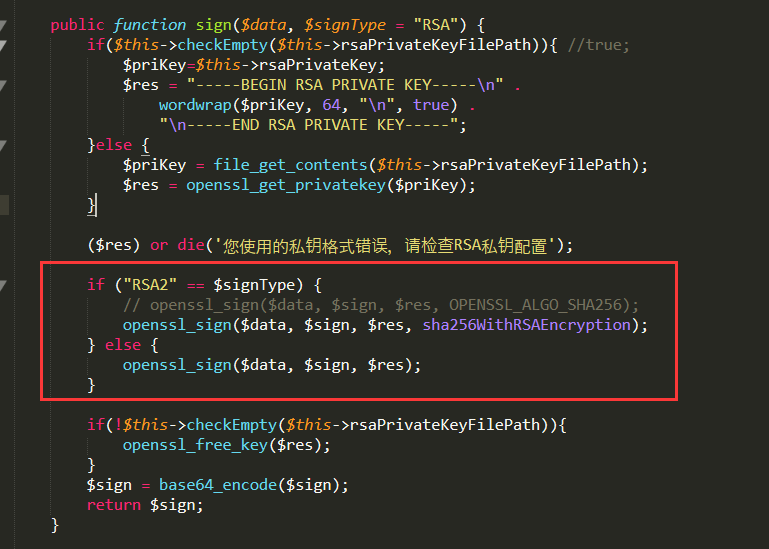 public function sign($data, $signType = "RSA") {
if($this->checkEmpty($this->rsaPrivateKeyFilePath)){ //true;
$priKey=$this->rsaPrivateKey;
$res = "-----BEGIN RSA PRIVATE KEY-----\n" .
wordwrap($priKey, 64, "\n", true) .
"\n-----END RSA PRIVATE KEY-----";
}else {
$priKey = file_get_contents($this->rsaPrivateKeyFilePath);
$res = openssl_get_privatekey($priKey);
}
($res) or die('您使用的私钥格式错误，请检查RSA私钥配置');
if ("RSA2" == $signType) {
// openssl_sign($data, $sign, $res, OPENSSL_ALGO_SHA256);
openssl_sign($data, $sign, $res, sha256WithRSAEncryption);
} else {
openssl_sign($data, $sign, $res);
}
if(!$this->checkEmpty($this->rsaPrivateKeyFilePath)){
openssl_free_key($res);
}
$sign = base64_encode($sign);
return $sign;
}